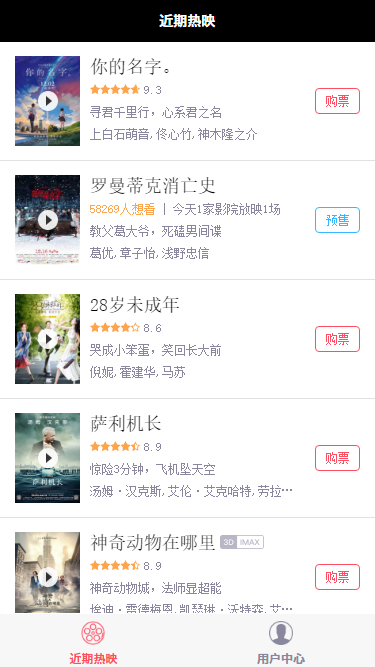 近期热映
你的名字。
9.3
寻君千里行，心系君之名
上白石萌音, 佟心竹, 神木隆之介
购票
罗曼蒂克消亡史
58269人想看 | 今天1家影院放映1场
教父葛大爷，死磕男间谍
葛优, 章子怡, 浅野忠信
预售
28岁未成年
8.6
哭成小笨蛋，笑回长大前
倪妮, 霍建华, 马苏
购票
萨利机长
8.9
惊险3分钟，飞机坠天空
汤姆·汉克斯, 艾伦·艾克哈特, 劳拉…
购票
神奇动物在哪里 3D IMAX
8.9
神奇动物城，法师显超能
埃迪·雷德梅恩, 凯瑟琳·沃特森, 艾…
购票
近期热映
用户中心